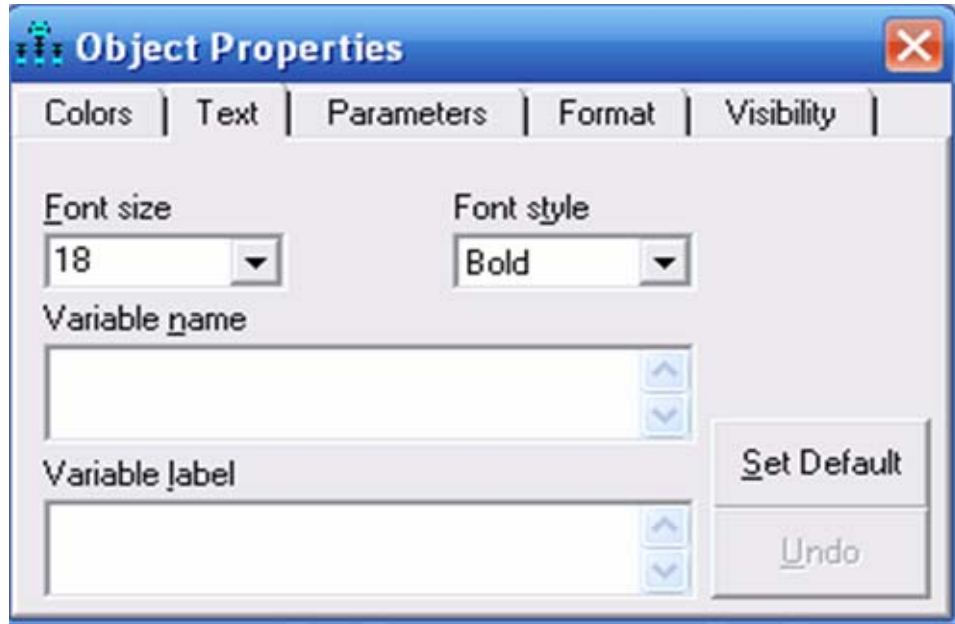 Object Properties
Colors Text Parameters Format Visibility
Font size Font style
18 Bold
Variable name
Variable label
Set Default
Undo